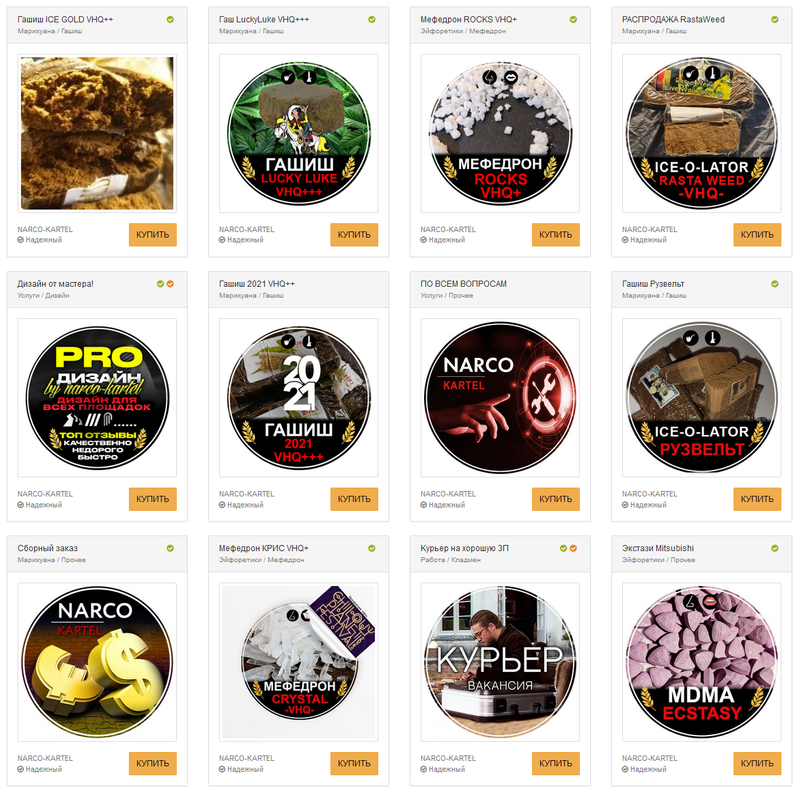 Гашиш ICE GOLD VHQ++
Марихуана / Гашиш
NARCO-KARTEL
Надежный
КУПИТЬ
Гаш LuckyLuke VHQ+++
Марихуана / Гашиш
ГАШИШ
LUCKY LUKE
VHQ+++
NARCO-KARTEL
Надежный
КУПИТЬ
Мефедрон ROCKS VHQ+
Эйфоретики / Мефедрон
МЕФЕДРОН
ROCKS
VHQ+
NARCO-KARTEL
Надежный
КУПИТЬ
РАСПРОДАЖА RastaWeed
Марихуана / Гашиш
ICE-O-LATOR
RASTA WEED
-VHQ-
NARCO-KARTEL
Надежный
КУПИТЬ
Дизайн от мастера!
Услуги / Дизайн
PRO
ДИЗАЙН
by narco-kartel
ДИЗАЙН ДЛЯ
ВСЕХ ПЛОЩАДОК
ТОП ОТЗЫВЫ
КАЧЕСТВЕННО
НЕДОРОГО
БЫСТРО
NARCO-KARTEL
Надежный
КУПИТЬ
Гашиш 2021 VHQ++
Марихуана / Гашиш
20
21
ГАШИШ
2021
VHQ+++
NARCO-KARTEL
Надежный
КУПИТЬ
ПО ВСЕМ ВОПРОСАМ
Услуги / Прочее
NARCO
KARTEL
NARCO-KARTEL
Надежный
КУПИТЬ
Гашиш Рузвельт
Марихуана / Гашиш
ICE-O-LATOR
РУЗВЕЛЬТ
NARCO-KARTEL
Надежный
КУПИТЬ
Сборный заказ
Марихуана / Прочее
NARCO
KARTEL
NARCO-KARTEL
Надежный
КУПИТЬ
Мефедрон КРИС VHQ+
Эйфоретики / Мефедрон
МЕФЕДРОН
CRYSTAL
-VHQ-
NARCO-KARTEL
Надежный
КУПИТЬ
Курьер на хорошую ЗП
Работа / Кладмен
КУРЬЕР
ВАКАНСИЯ
NARCO-KARTEL
Надежный
КУПИТЬ
Экстази Mitsubishi
Эйфоретики / Прочее
MDMA
ECSTASY
NARCO-KARTEL
Надежный
КУПИТЬ